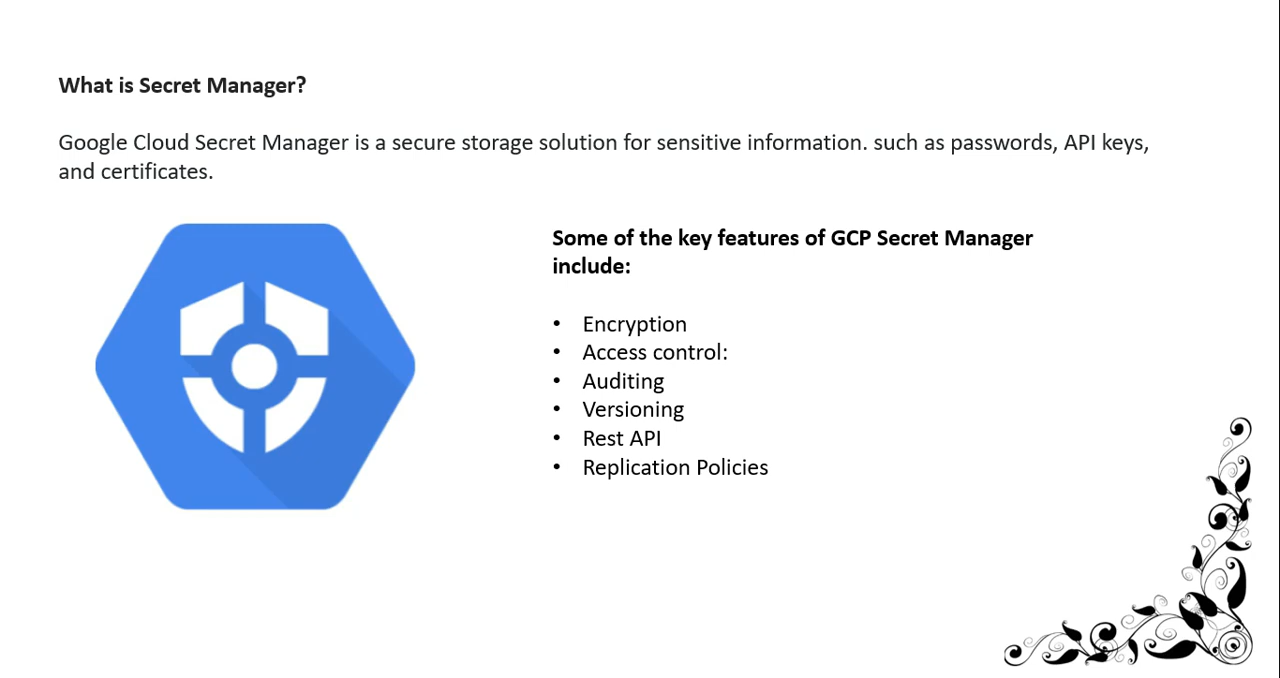 What is Secret Manager?
Google Cloud Secret Manager is a secure storage solution for sensitive information. such as passwords, API keys,
and certificates.
Some of the key features of GCP Secret Manager
include:
• Encryption
• Access control:
• Auditing
• Versioning
• Rest API
• Replication Policies